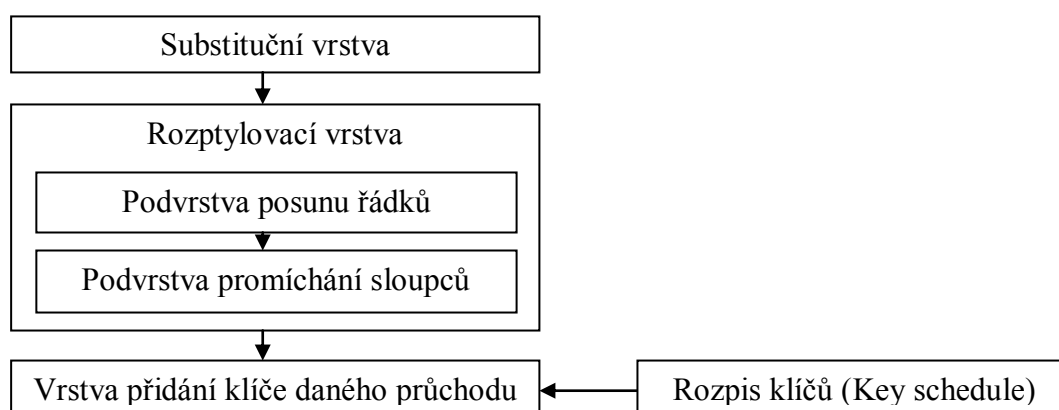 Substituční vrstva
Rozptylovací vrstva
Podvrstva posunu řádků
Podvrstva promíchání sloupců
Vrstva přidání klíče daného průchodu
Rozpis klíčů (Key schedule)